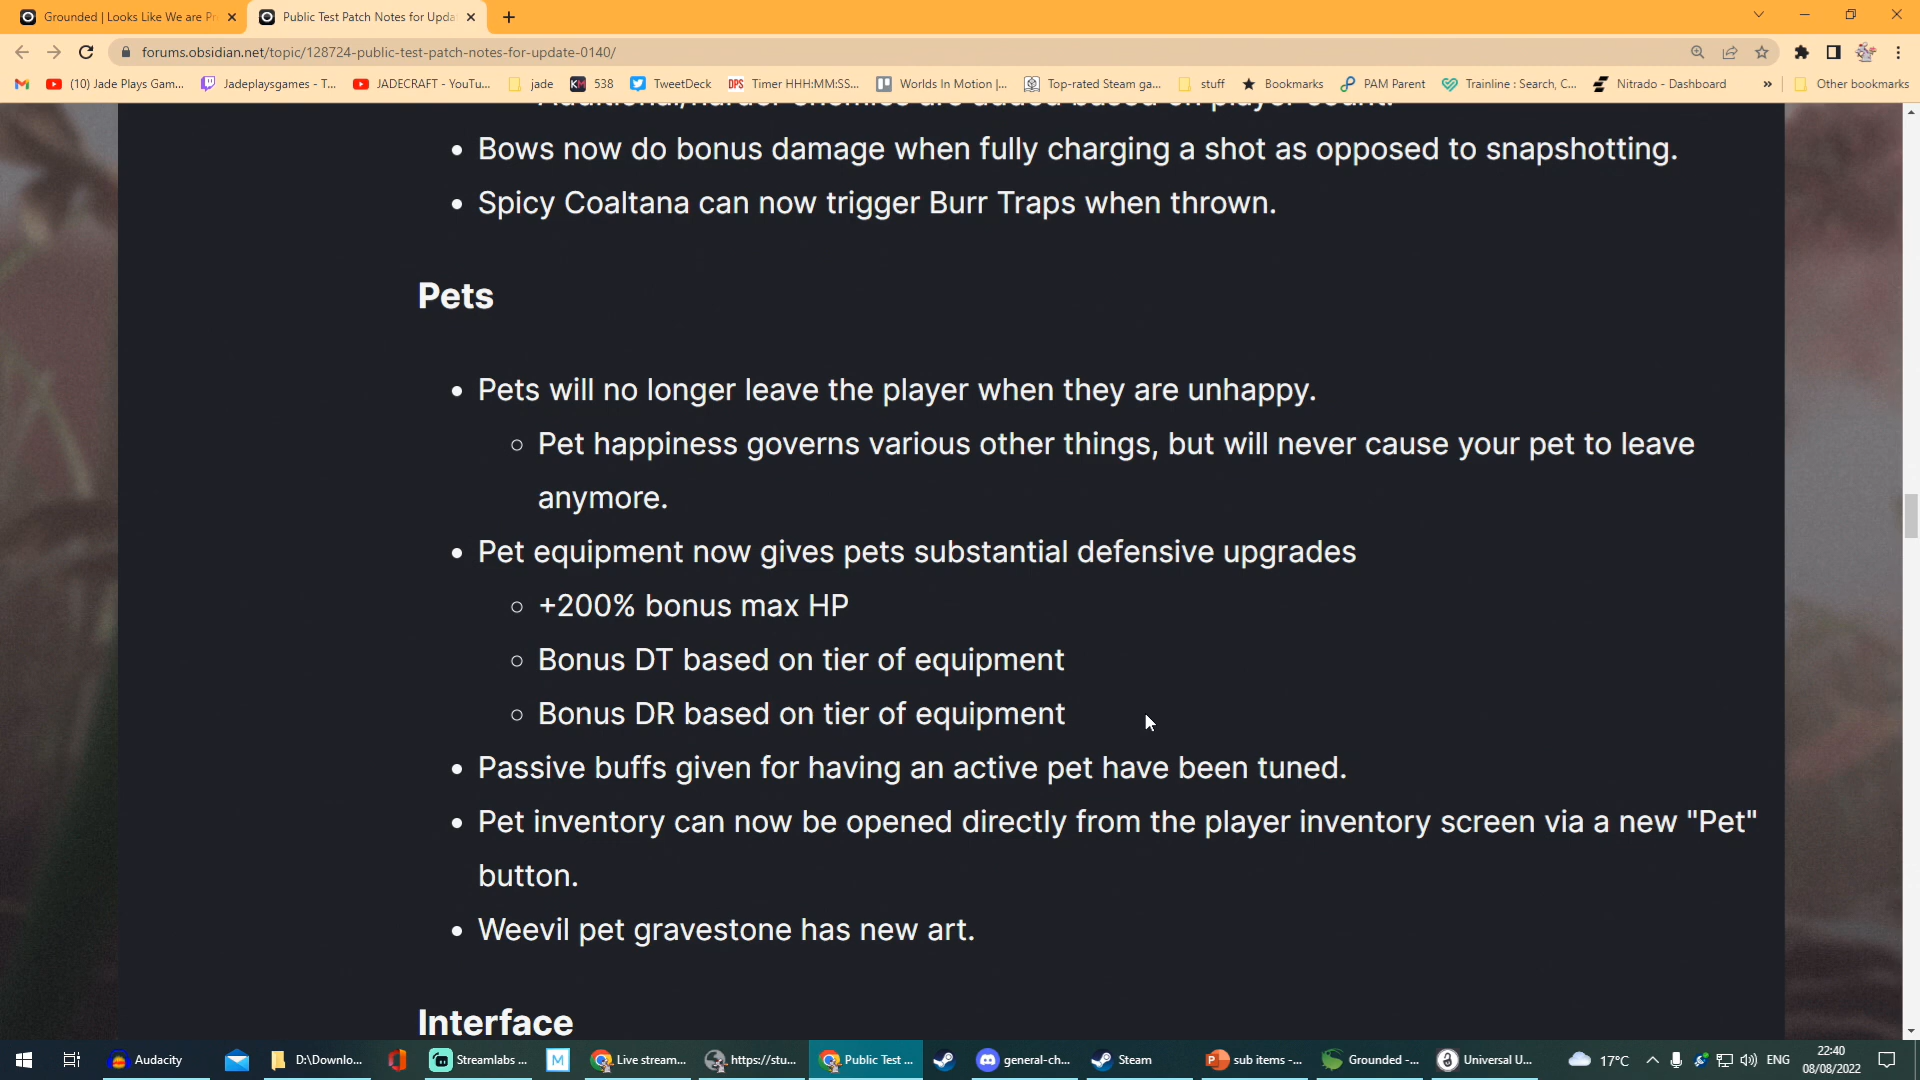 Grounded | Looks Like We are Pr
Public Test Patch Notes for Upda
forums.obsidian.net/topic/128724-public-test-patch-notes-for-update-0140/
(10) Jade Plays Gam...
Jadeplaysgames - T...
JADECRAFT - YouTu...
jade
538
TweetDeck
Timer HHH:MM:SS...
Worlds In Motion |...
Top-rated Steam ga...
stuff
Bookmarks
PAM Parent
Trainline : Search, C...
Nitrado - Dashboard
»
Other bookmarks
Additional/harder enemies are added based on player count.
• Bows now do bonus damage when fully charging a shot as opposed to snapshotting.
• Spicy Coaltana can now trigger Burr Traps when thrown.
Pets
• Pets will no longer leave the player when they are unhappy.
○ Pet happiness governs various other things, but will never cause your pet to leave
anymore.
• Pet equipment now gives pets substantial defensive upgrades
○ +200% bonus max HP
○ Bonus DT based on tier of equipment
○ Bonus DR based on tier of equipment
• Passive buffs given for having an active pet have been tuned.
• Pet inventory can now be opened directly from the player inventory screen via a new "Pet"
button.
• Weevil pet gravestone has new art.
Interface
Audacity
D:\Downlo...
Streamlabs ...
M
Live stream...
https://stu...
Public Test ...
general-ch...
Steam
sub items -...
Grounded -...
Universal U...
17°C
ENG
22:40
08/08/2022